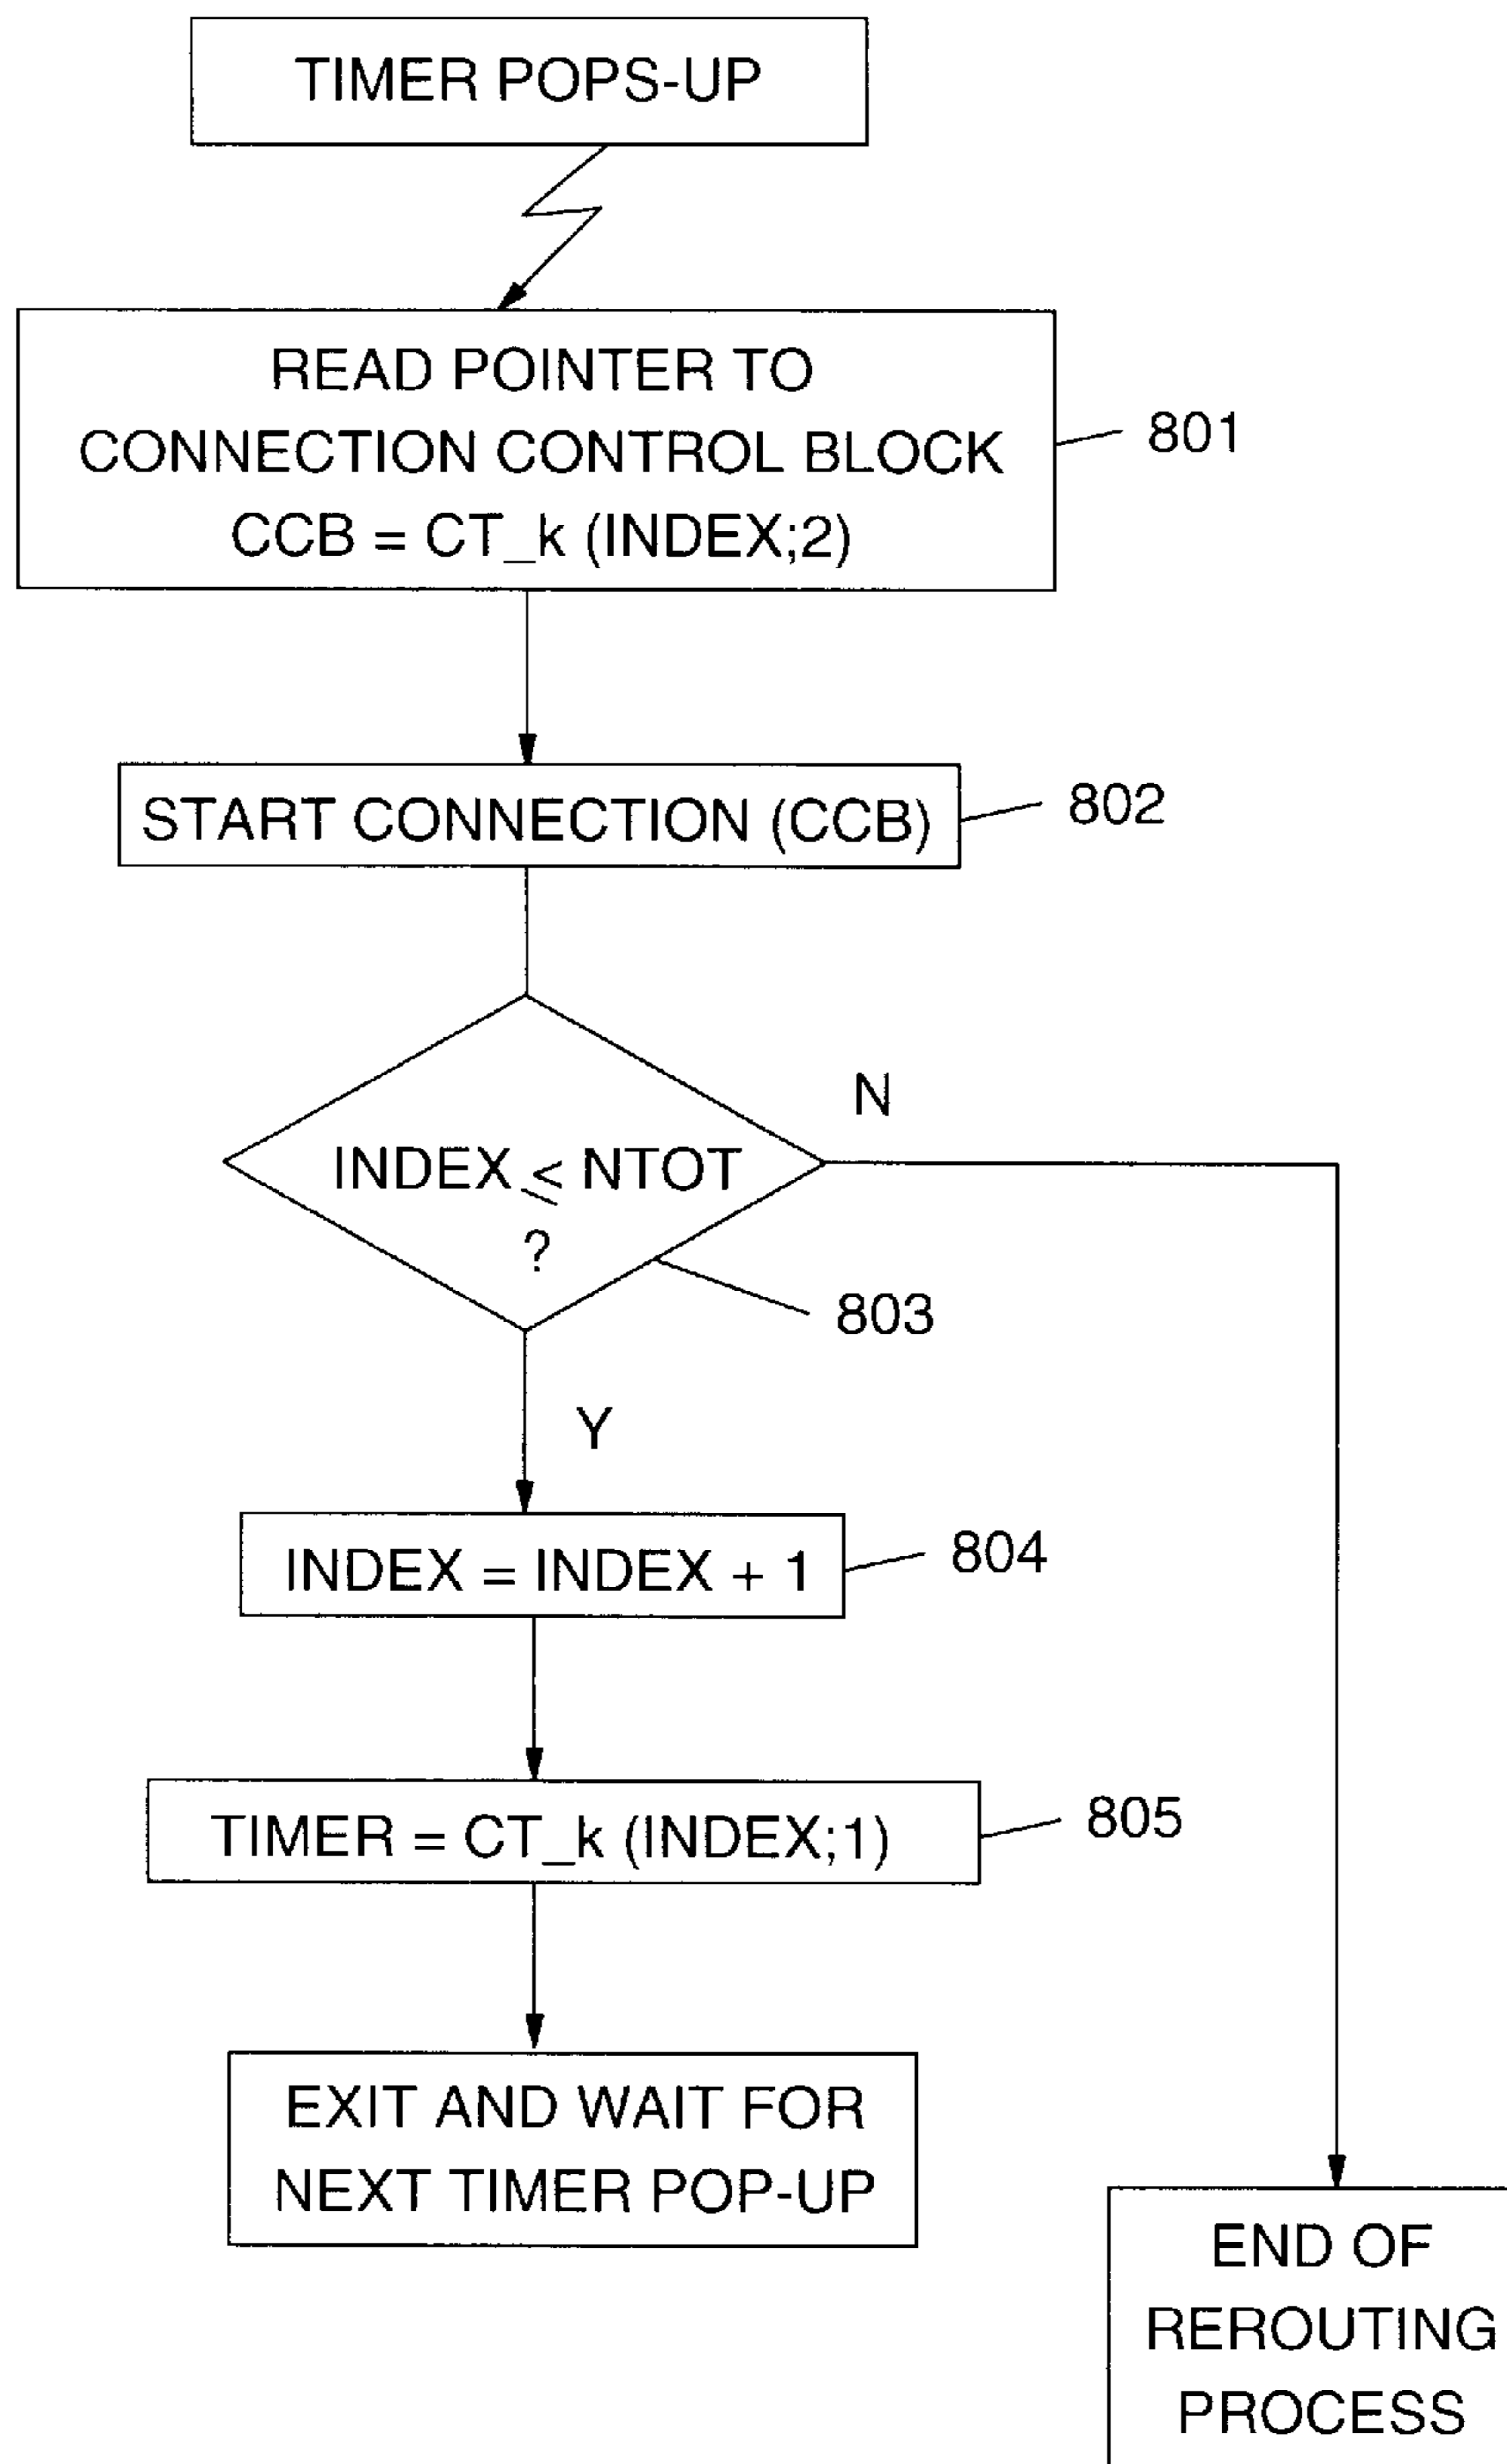 TIMER POPS-UP
READ POINTER TO
CONNECTION CONTROL BLOCK
CCB = CT_k (INDEX;2)
801
START CONNECTION (CCB)
802
N
INDEX ≤ NTOT
?
803
Y
INDEX = INDEX + 1
804
TIMER = CT_k (INDEX;1)
805
EXIT AND WAIT FOR
NEXT TIMER POP-UP
END OF
REROUTING
PROCESS